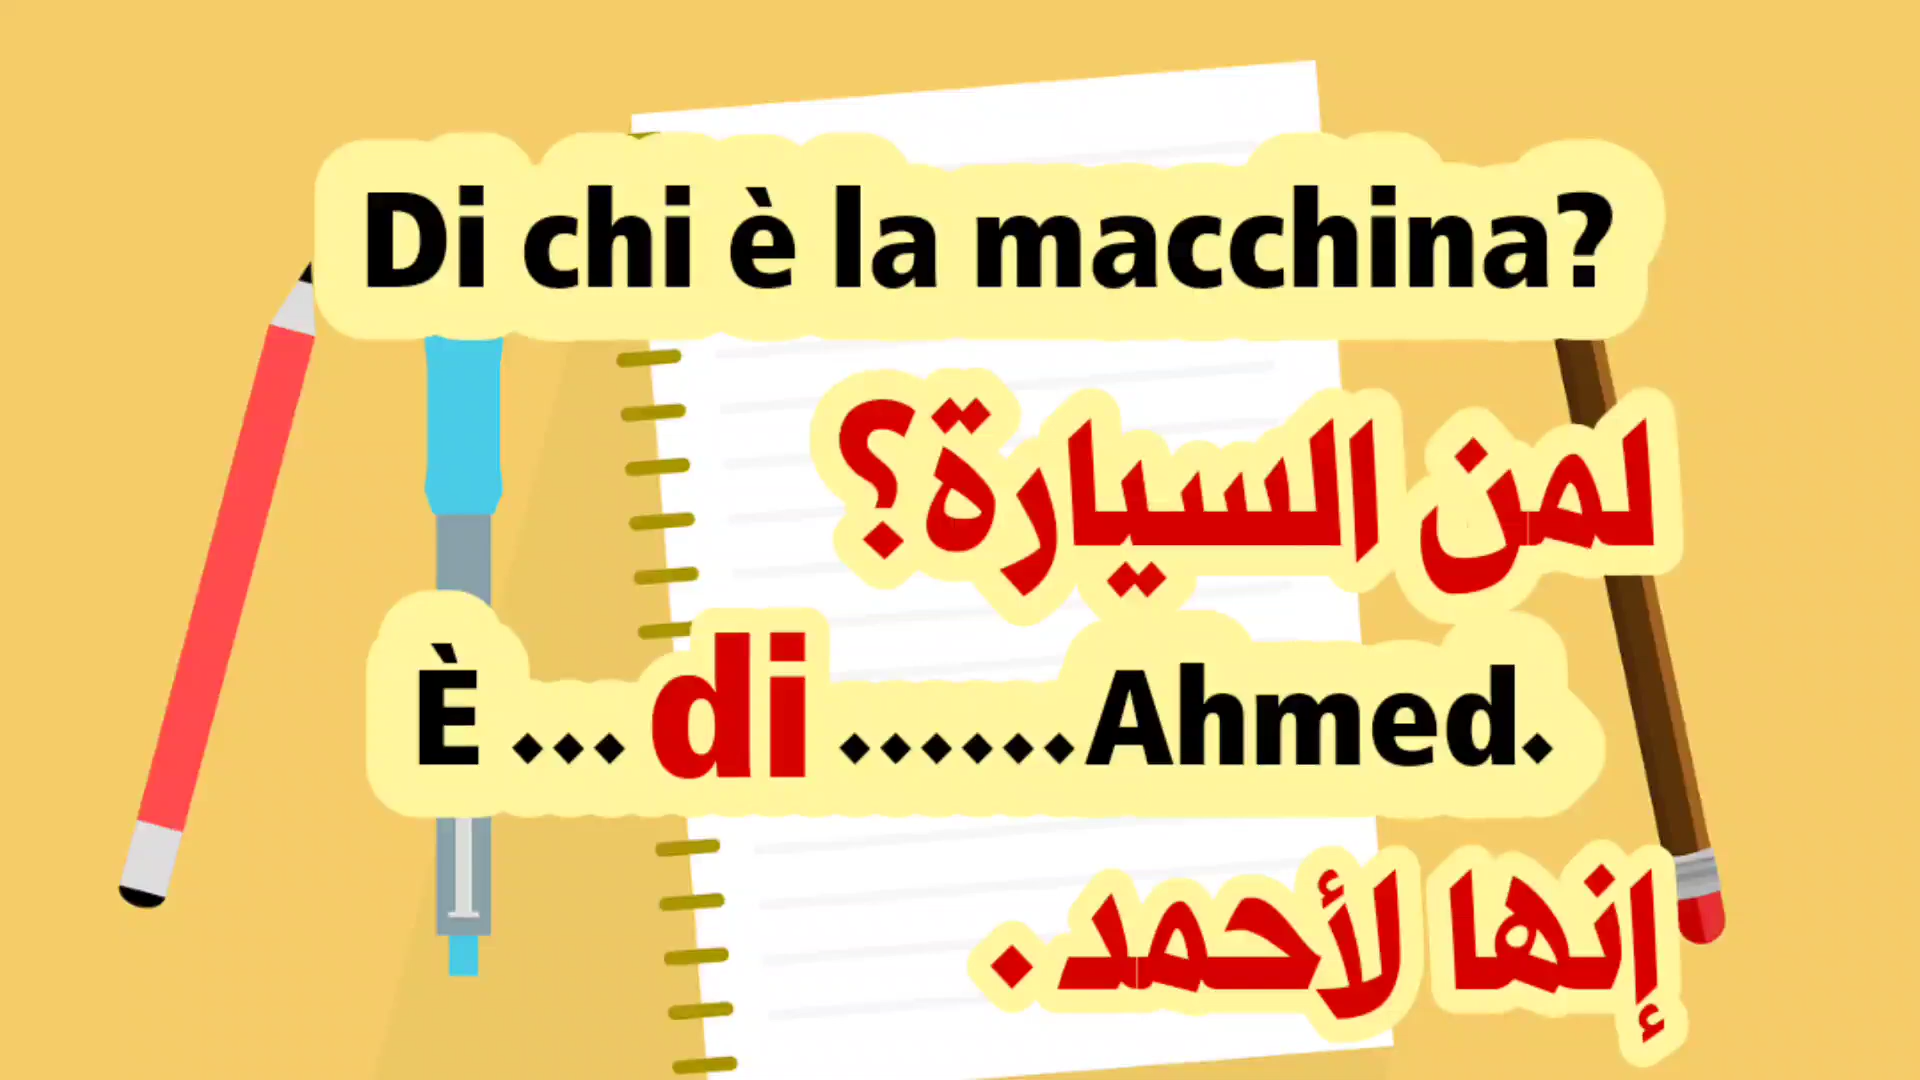 Di chi è la macchina?
لمن السيارة؟
È ... di ......Ahmed.
إنها لأحمد.